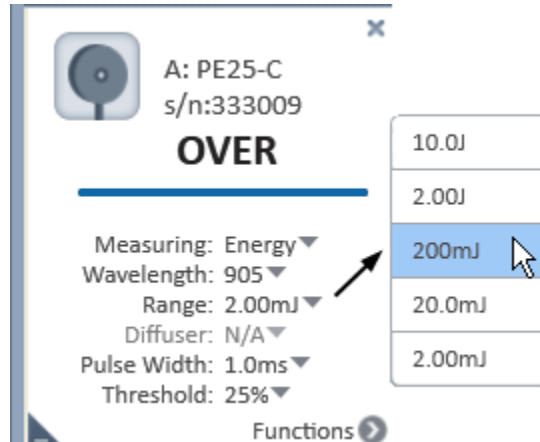 A: PE25-C
s/n:333009
OVER
Measuring: Energy
Wavelength: 905
Range: 2.00mJ
Diffuser: N/A
Pulse Width: 1.0ms
Threshold: 25%
Functions
10.0J
2.00J
200mJ
20.0mJ
2.00mJ